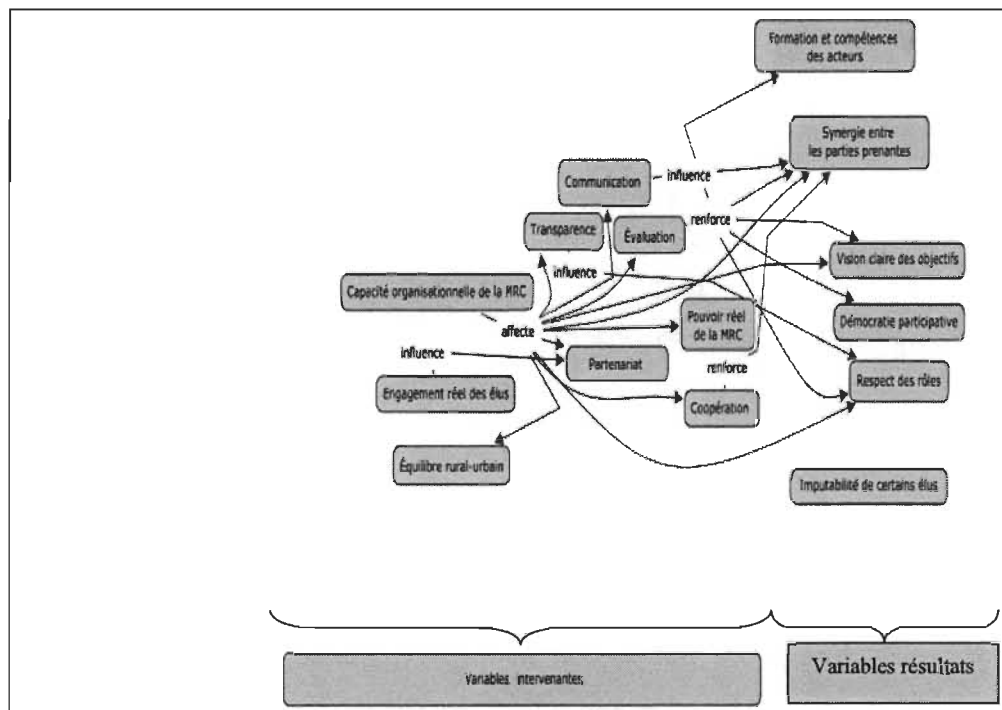 Formation et compétences
des acteurs
Synergie entre
les parties prenantes
Communication
influence
Transparence
Évaluation
renforce
influence
Vision claire des objectifs
Capacité organisationnelle de la MRC
affecte
Pouvoir réel
de la MRC
Démocratie participative
influence
Partenariat
renforce
Respect des rôles
Engagement réel des élus
Coopération
Équilibre rural-urbain
Imputabilité de certains élus
Variables intervenantes
Variables résultats